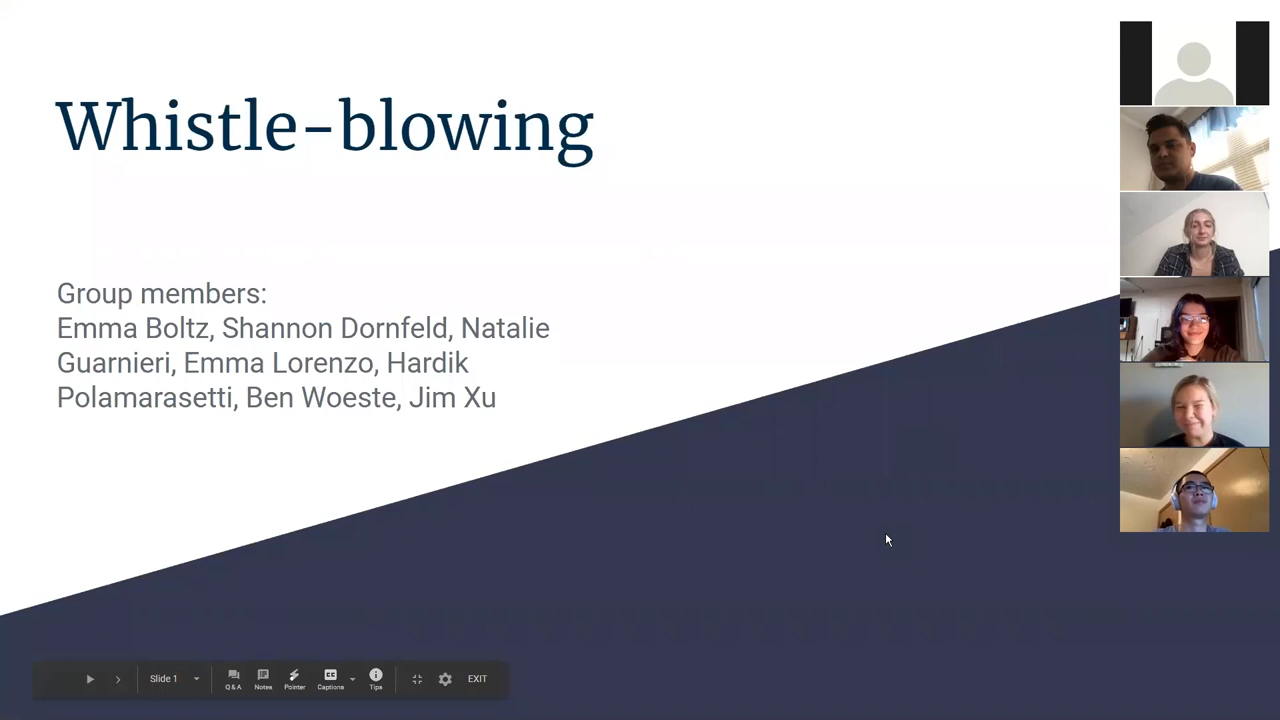 Whistle-blowing
Group members:
Emma Boltz, Shannon Dornfeld, Natalie
Guarnieri, Emma Lorenzo, Hardik
Polamarasetti, Ben Woeste, Jim Xu
Slide 1
Q & A
Notes
Pointer
CC
Captions
Tips
EXIT